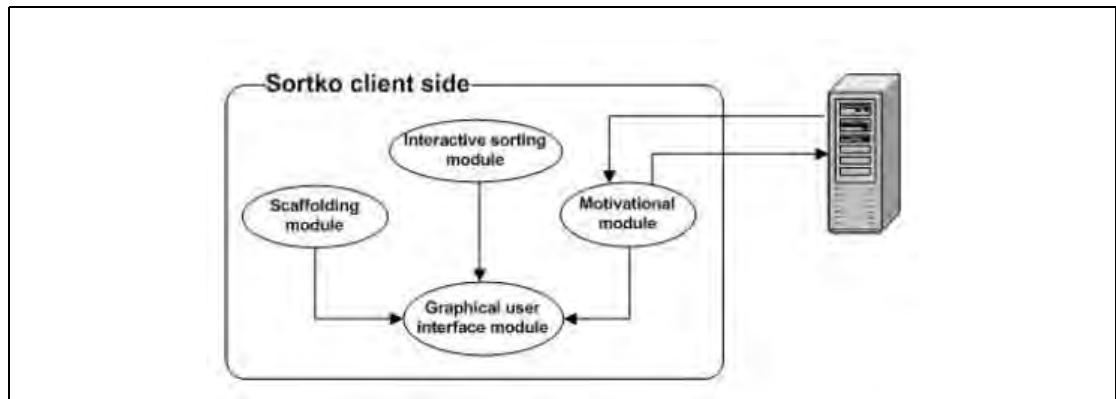 Sortko client side
Interactive sorting
module
Scaffolding
module
Motivational
module
Graphical user
interface module